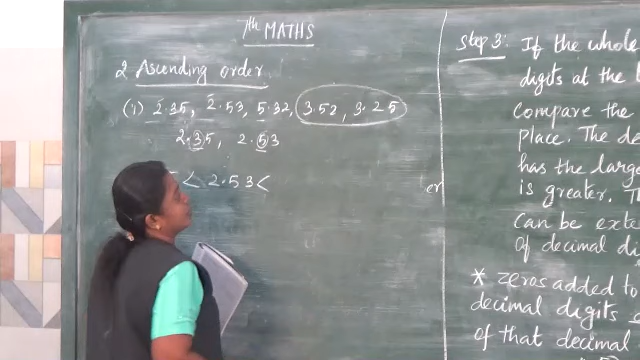 7th MATHS
2 Ascending order
(1) 2.35, 2.53, 5.32, 3.52, 3.25
2.35, 2.53
< 2.53 <
Step 3: If the whole
digits at the
Compare the
place. The de
has the large
er is greater. Th
can be exte
of decimal di
* zeros added to
decimal digits
of that decimal